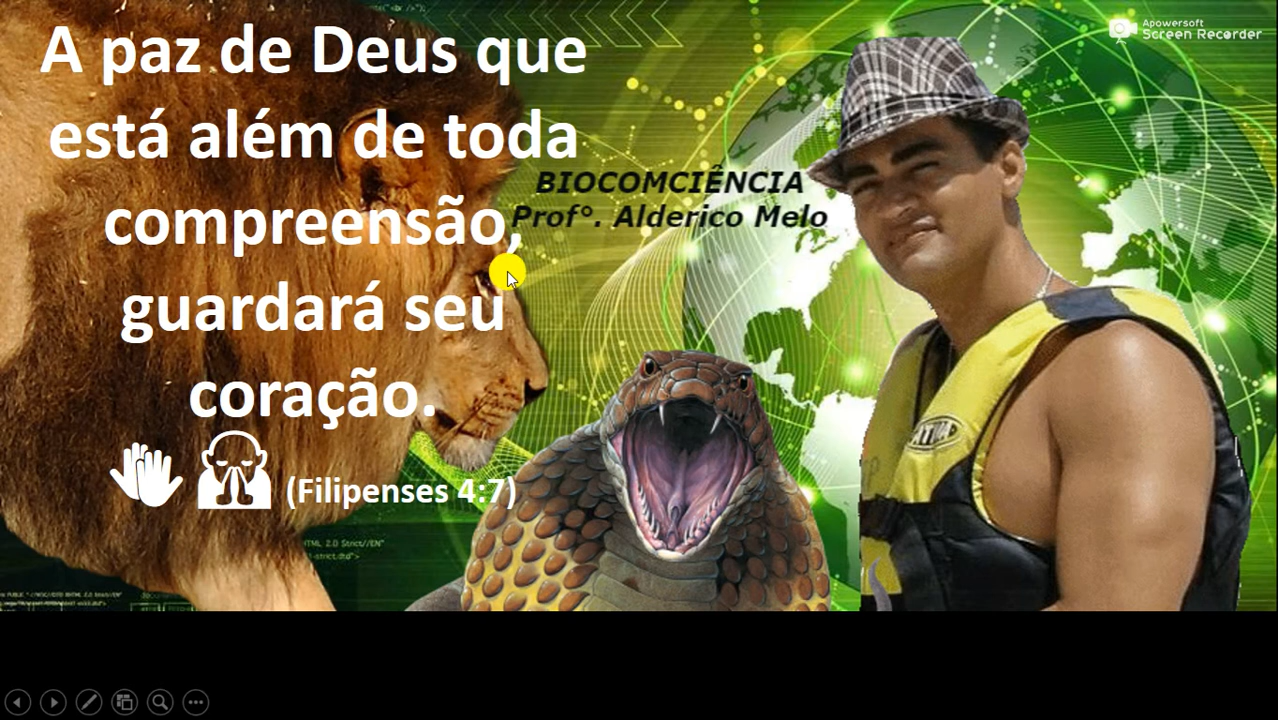 A paz de Deus que
está além de toda
compreensão,
guardará seu
coração.
(Filipenses 4:7)
BIOCOMCIÊNCIA
Profº. Alderico Melo
Apowersoft
Screen Recorder